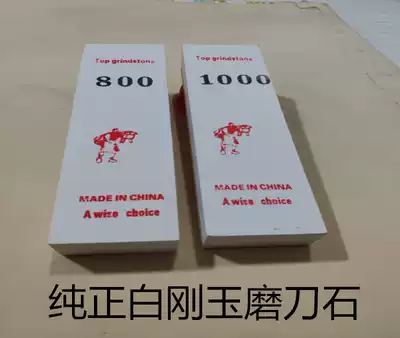 Top grindstone
800
MADE IN CHINA
A wise choice
Top grindstone
1000
MADE IN CHINA
A wise choice
纯正白刚玉磨刀石